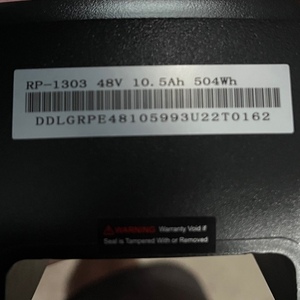 RP-1303 48V 10.5Ah 504Wh
DDLGRPE48105993U22T0162
WARNING Warranty Void if
Seal is Tampered With or Removed